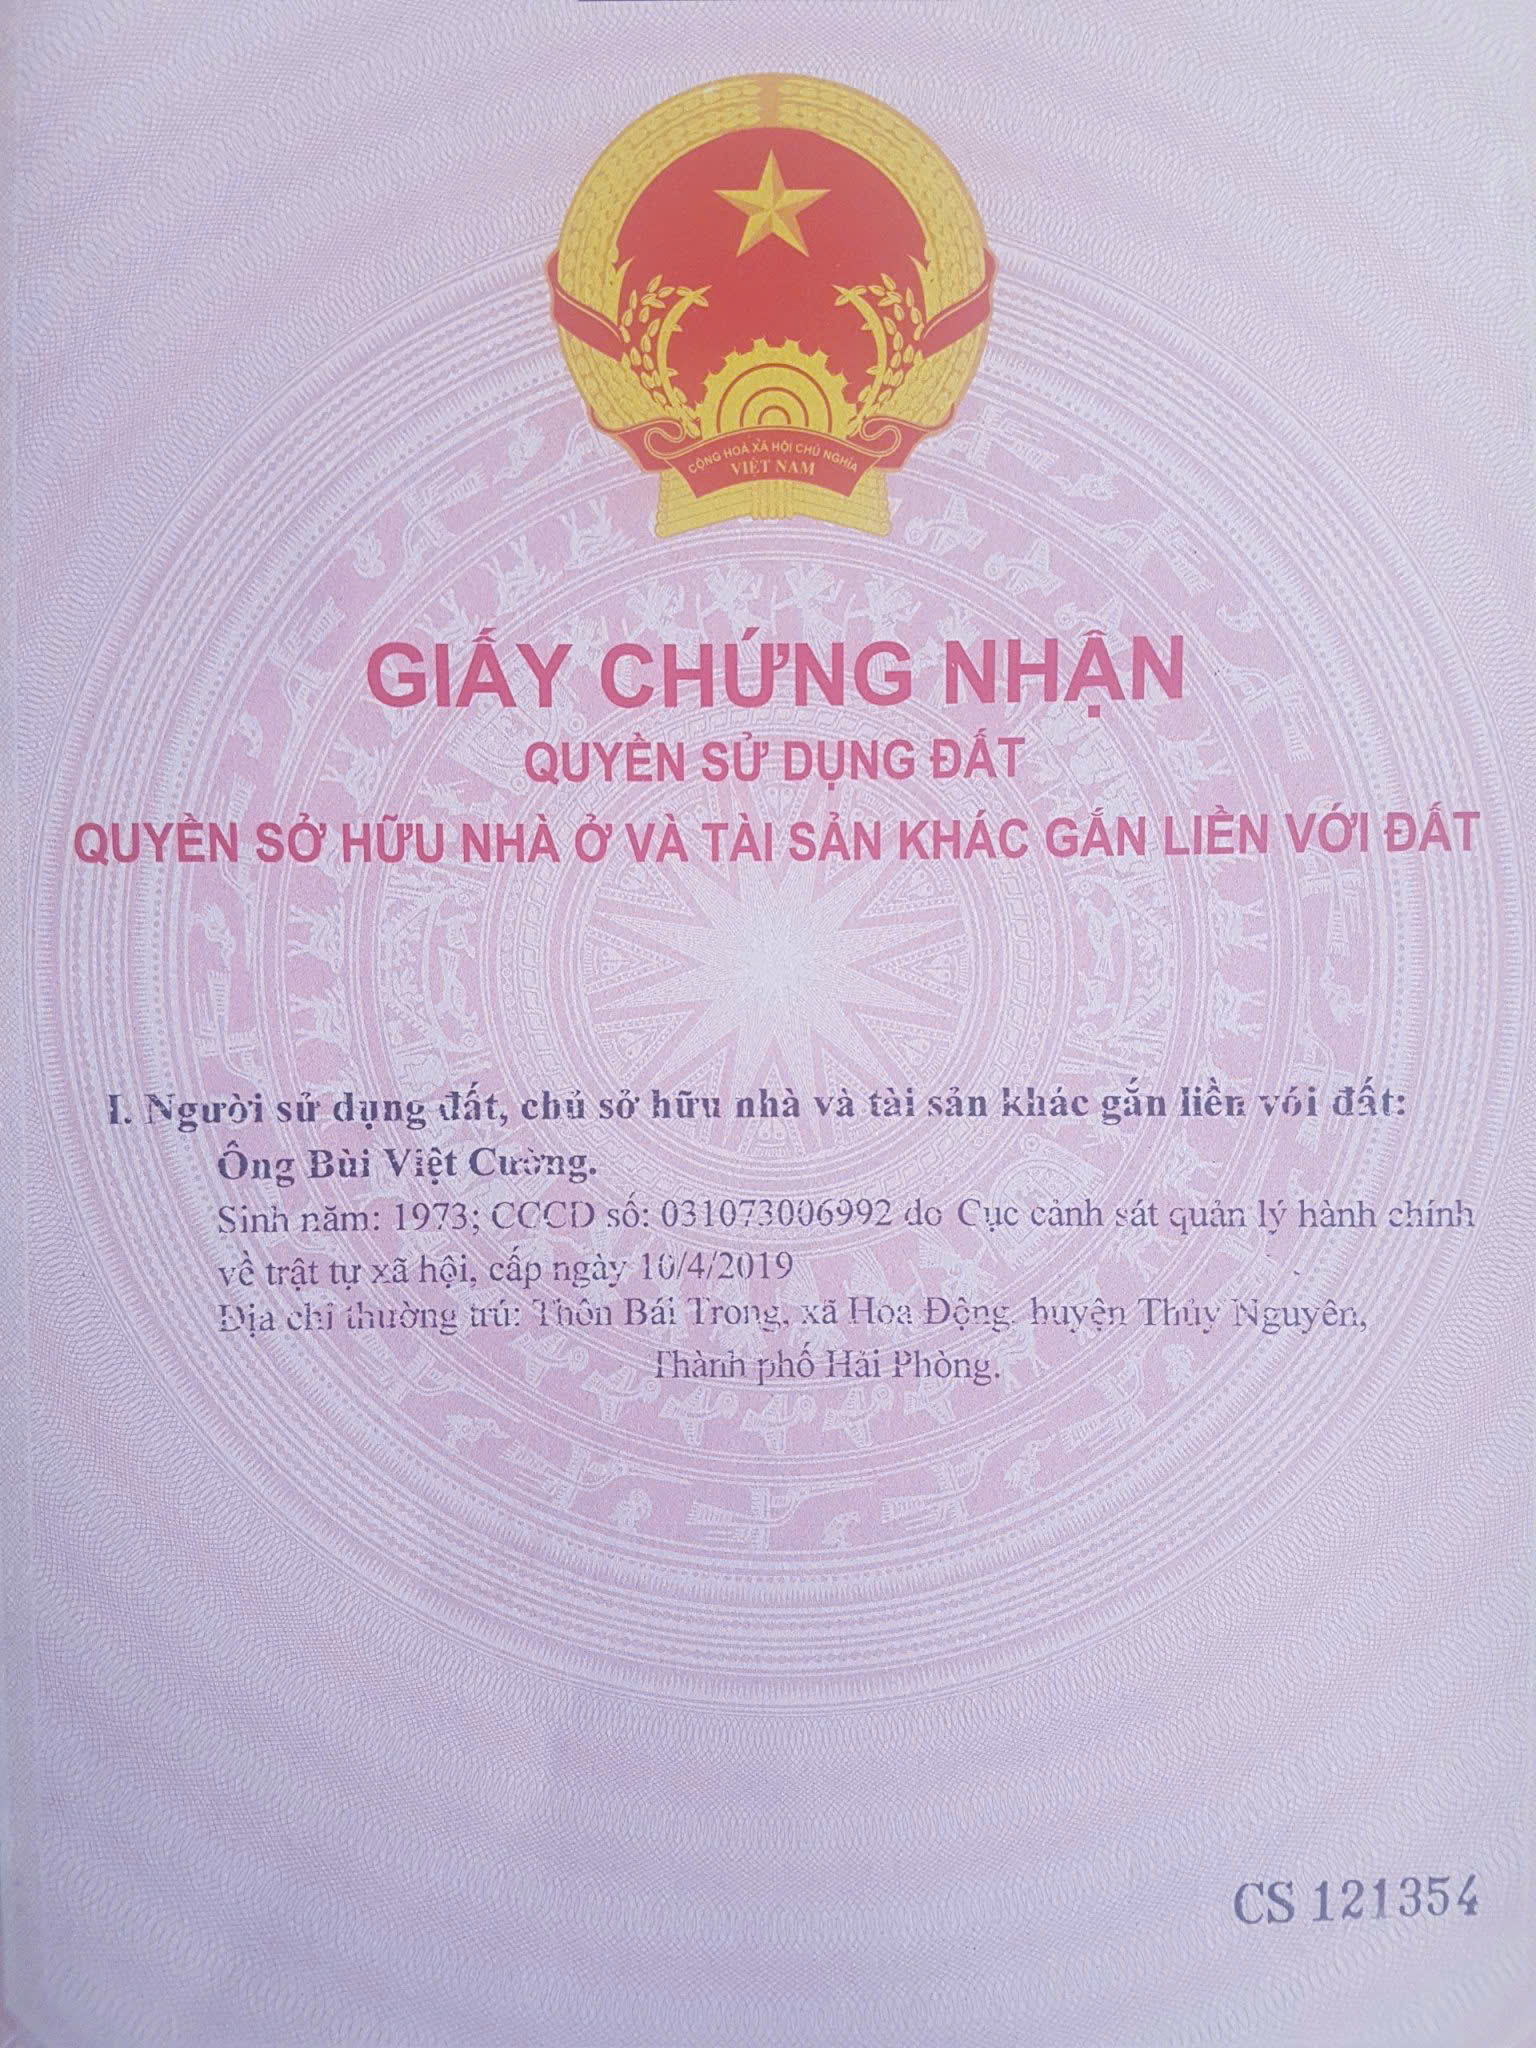 CỘNG HOÀ XÃ HỘI CHỦ NGHĨA
VIỆT NAM
GIẤY CHỨNG NHẬN
QUYỀN SỬ DỤNG ĐẤT
QUYỀN SỞ HỮU NHÀ Ở VÀ TÀI SẢN KHÁC GẮN LIỀN VỚI ĐẤT
I. Người sử dụng đất, chủ sở hữu nhà và tài sản khác gắn liền với đất:
Ông Bùi Việt Cường.
Sinh năm: 1973; CCCD số: 031073006992 do Cục cảnh sát quản lý hành chính
về trật tự xã hội, cấp ngày 10/4/2019
Địa chỉ thường trú: Thôn Bái Trong, xã Hoa Động, huyện Thủy Nguyên,
Thành phố Hải Phòng.
CS 121354